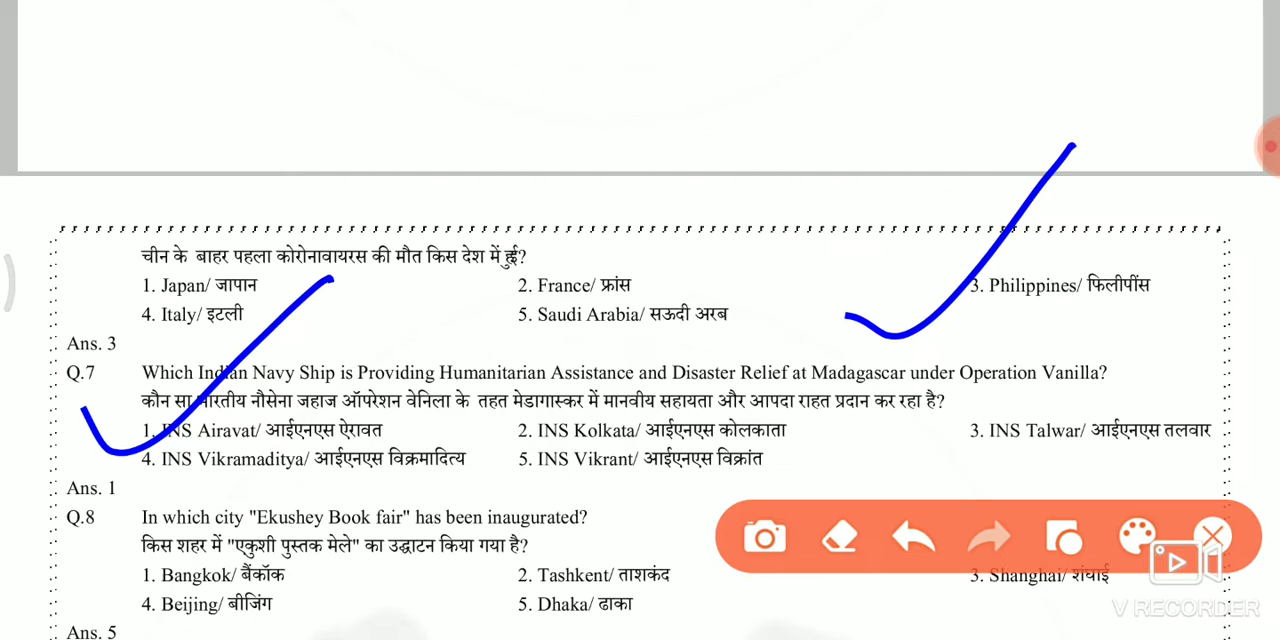 चीन के बाहर पहला कोरोनावायरस की मौत किस देश में हुई?
1. Japan/ जापान 2. France/ फ्रांस 3. Philippines/ फिलीपींस
4. Italy/ इटली 5. Saudi Arabia/ सऊदी अरब
Ans. 3
Q.7 Which Indian Navy Ship is Providing Humanitarian Assistance and Disaster Relief at Madagascar under Operation Vanilla?
कौन सा भारतीय नौसेना जहाज ऑपरेशन वेनिला के तहत मेडागास्कर में मानवीय सहायता और आपदा राहत प्रदान कर रहा है?
1. INS Airavat/ आईएनएस ऐरावत 2. INS Kolkata/ आईएनएस कोलकाता 3. INS Talwar/ आईएनएस तलवार
4. INS Vikramaditya/ आईएनएस विक्रमादित्य 5. INS Vikrant/ आईएनएस विक्रांत
Ans. 1
Q.8 In which city "Ekushey Book fair" has been inaugurated?
किस शहर में "एकुशी पुस्तक मेले" का उद्घाटन किया गया है?
1. Bangkok/ बैंकॉक 2. Tashkent/ ताशकंद 3. Shanghai/ शंघाई
4. Beijing/ बीजिंग 5. Dhaka/ ढाका
V RECORDER
Ans. 5